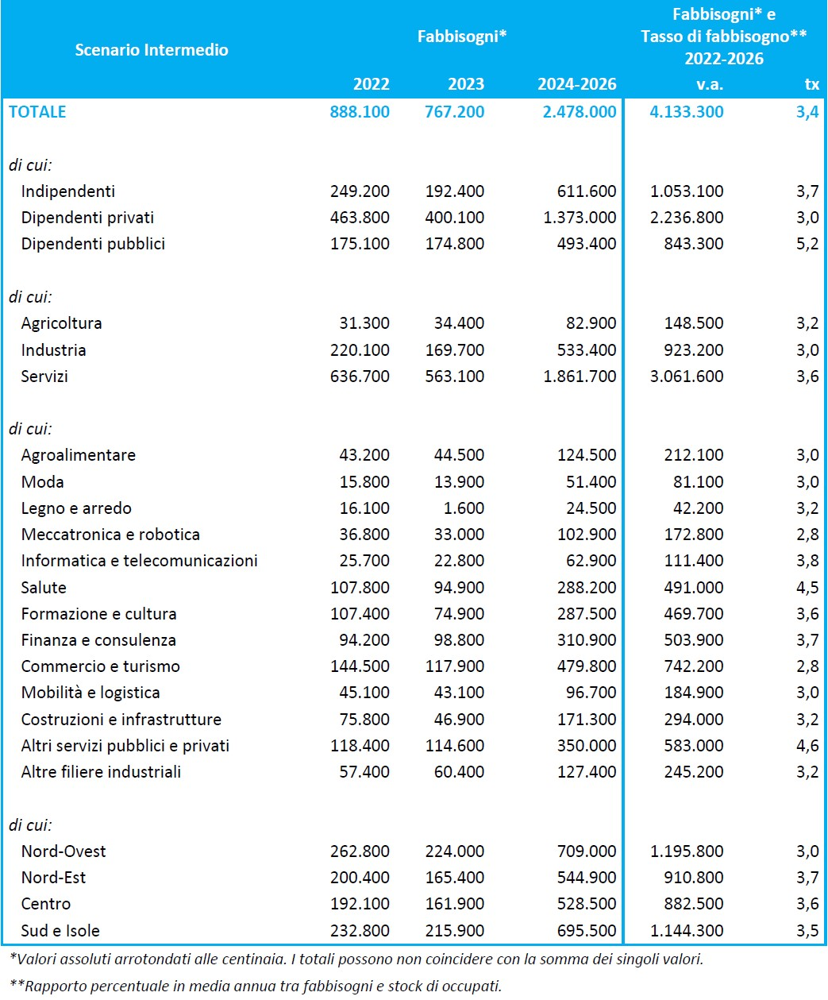 Scenario Intermedio Fabbisogni* Fabbisogni* e Tasso di fabbisogno** 2022-2026
2022 2023 2024-2026 v.a. tx
TOTALE 888.100 767.200 2.478.000 4.133.300 3,4
di cui:
Indipendenti 249.200 192.400 611.600 1.053.100 3,7
Dipendenti privati 463.800 400.100 1.373.000 2.236.800 3,0
Dipendenti pubblici 175.100 174.800 493.400 843.300 5,2
di cui:
Agricoltura 31.300 34.400 82.900 148.500 3,2
Industria 220.100 169.700 533.400 923.200 3,0
Servizi 636.700 563.100 1.861.700 3.061.600 3,6
di cui:
Agroalimentare 43.200 44.500 124.500 212.100 3,0
Moda 15.800 13.900 51.400 81.100 3,0
Legno e arredo 16.100 1.600 24.500 42.200 3,2
Meccatronica e robotica 36.800 33.000 102.900 172.800 2,8
Informatica e telecomunicazioni 25.700 22.800 62.900 111.400 3,8
Salute 107.800 94.900 288.200 491.000 4,5
Formazione e cultura 107.400 74.900 287.500 469.700 3,6
Finanza e consulenza 94.200 98.800 310.900 503.900 3,7
Commercio e turismo 144.500 117.900 479.800 742.200 2,8
Mobilità e logistica 45.100 43.100 96.700 184.900 3,0
Costruzioni e infrastrutture 75.800 46.900 171.300 294.000 3,2
Altri servizi pubblici e privati 118.400 114.600 350.000 583.000 4,6
Altre filiere industriali 57.400 60.400 127.400 245.200 3,2
di cui:
Nord-Ovest 262.800 224.000 709.000 1.195.800 3,0
Nord-Est 200.400 165.400 544.900 910.800 3,7
Centro 192.100 161.900 528.500 882.500 3,6
Sud e Isole 232.800 215.900 695.500 1.144.300 3,5
*Valori assoluti arrotondati alle centinaia. I totali possono non coincidere con la somma dei singoli valori.
**Rapporto percentuale in media annua tra fabbisogni e stock di occupati.